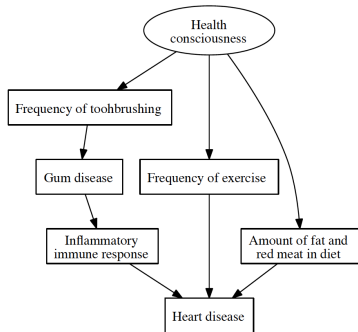 Health
consciousness
Frequency of toohbrushing
Gum disease
Frequency of exercise
Inflammatory
immune response
Amount of fat and
red meat in diet
Heart disease